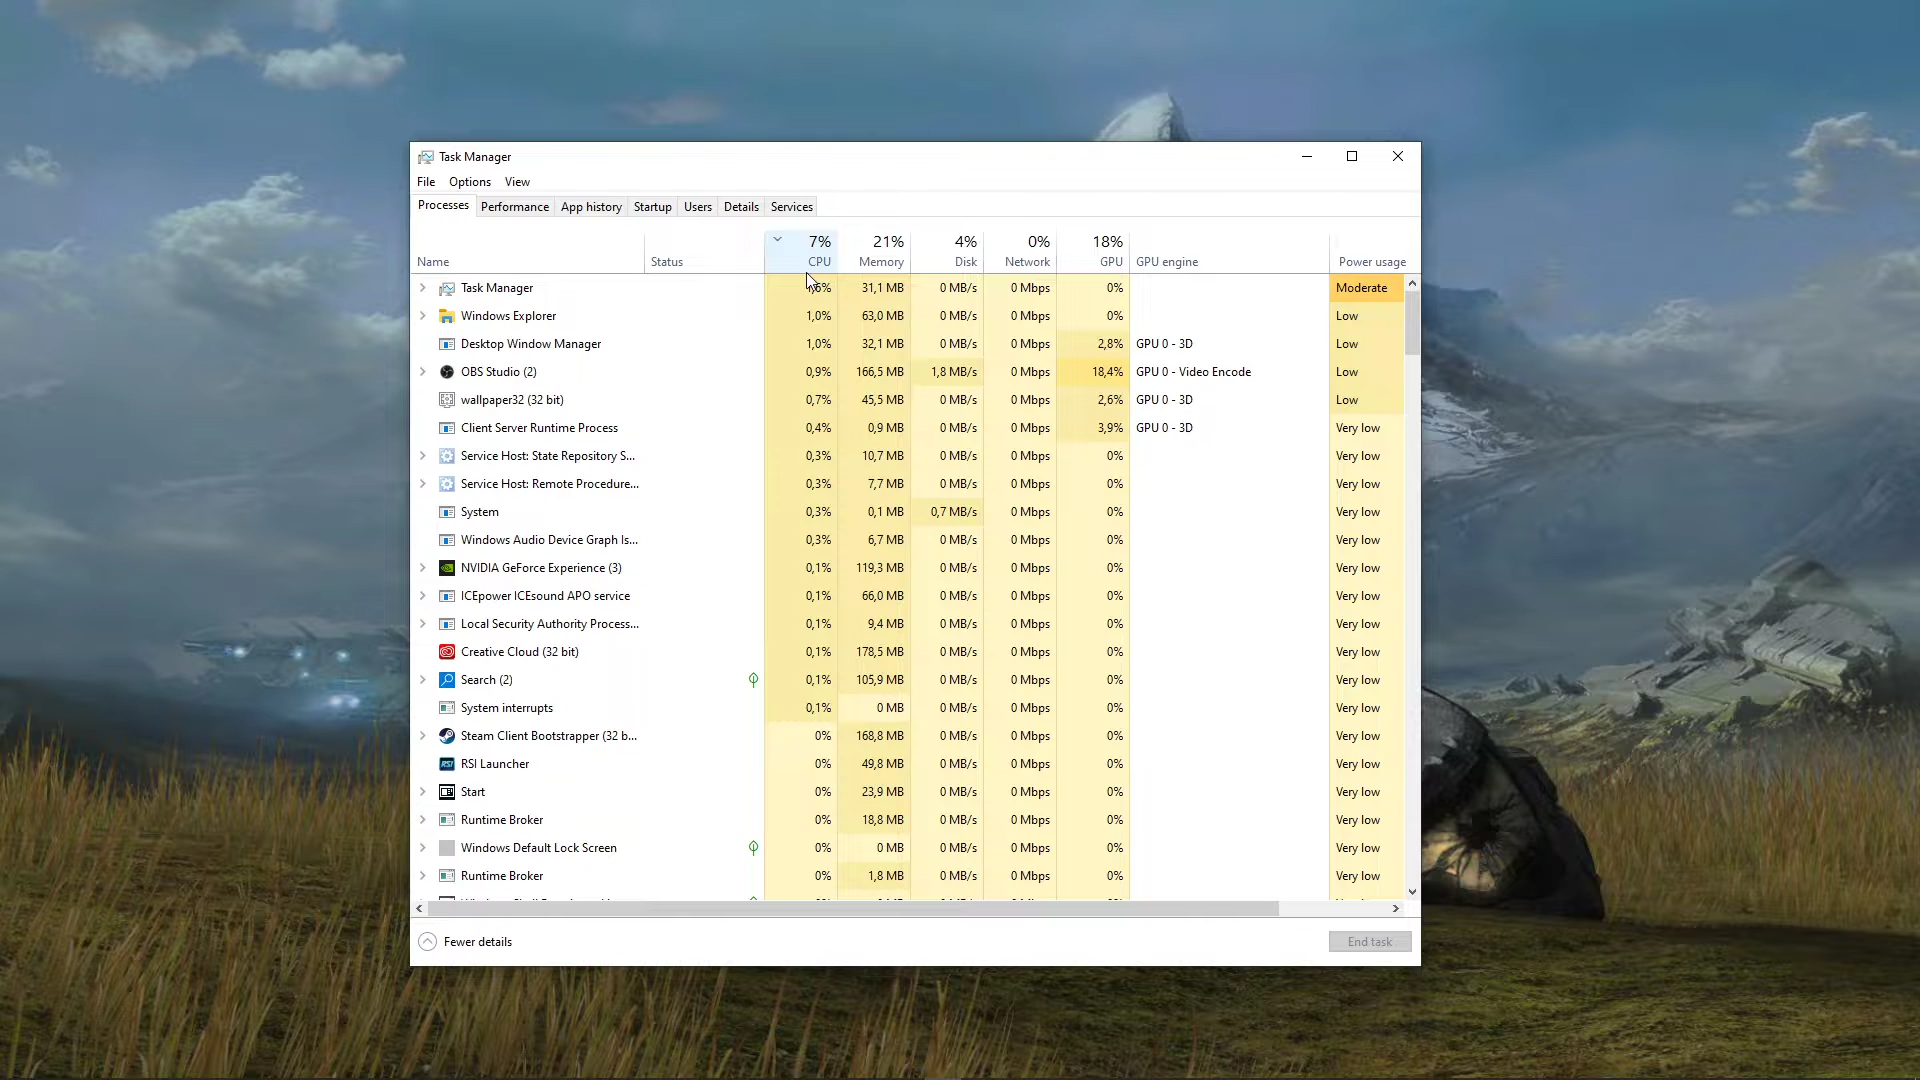 Task Manager
File Options View
Processes Performance App history Startup Users Details Services
7% 21% 4% 0% 18%
Name Status CPU Memory Disk Network GPU GPU engine Power usage
Task Manager 31,1 MB 0 MB/s 0 Mbps 0% Moderate
Windows Explorer 1,0% 63,0 MB 0 MB/s 0 Mbps 0% Low
Desktop Window Manager 1,0% 32,1 MB 0 MB/s 0 Mbps 2,8% GPU 0 - 3D Low
OBS Studio (2) 0,9% 166,5 MB 1,8 MB/s 0 Mbps 18,4% GPU 0 - Video Encode Low
wallpaper32 (32 bit) 0,7% 45,5 MB 0 MB/s 0 Mbps 2,6% GPU 0 - 3D Low
Client Server Runtime Process 0,4% 0,9 MB 0 MB/s 0 Mbps 3,9% GPU 0 - 3D Very low
Service Host: State Repository S... 0,3% 10,7 MB 0 MB/s 0 Mbps 0% Very low
Service Host: Remote Procedure... 0,3% 7,7 MB 0 MB/s 0 Mbps 0% Very low
System 0,3% 0,1 MB 0,7 MB/s 0 Mbps 0% Very low
Windows Audio Device Graph Is... 0,3% 6,7 MB 0 MB/s 0 Mbps 0% Very low
NVIDIA GeForce Experience (3) 0,1% 119,3 MB 0 MB/s 0 Mbps 0% Very low
ICEpower ICEsound APO service 0,1% 66,0 MB 0 MB/s 0 Mbps 0% Very low
Local Security Authority Process... 0,1% 9,4 MB 0 MB/s 0 Mbps 0% Very low
Creative Cloud (32 bit) 0,1% 178,5 MB 0 MB/s 0 Mbps 0% Very low
Search (2) 0,1% 105,9 MB 0 MB/s 0 Mbps 0% Very low
System interrupts 0,1% 0 MB 0 MB/s 0 Mbps 0% Very low
Steam Client Bootstrapper (32 b... 0% 168,8 MB 0 MB/s 0 Mbps 0% Very low
RSI Launcher 0% 49,8 MB 0 MB/s 0 Mbps 0% Very low
Start 0% 23,9 MB 0 MB/s 0 Mbps 0% Very low
Runtime Broker 0% 18,8 MB 0 MB/s 0 Mbps 0% Very low
Windows Default Lock Screen 0% 0 MB 0 MB/s 0 Mbps 0% Very low
Runtime Broker 0% 1,8 MB 0 MB/s 0 Mbps 0% Very low
Fewer details End task